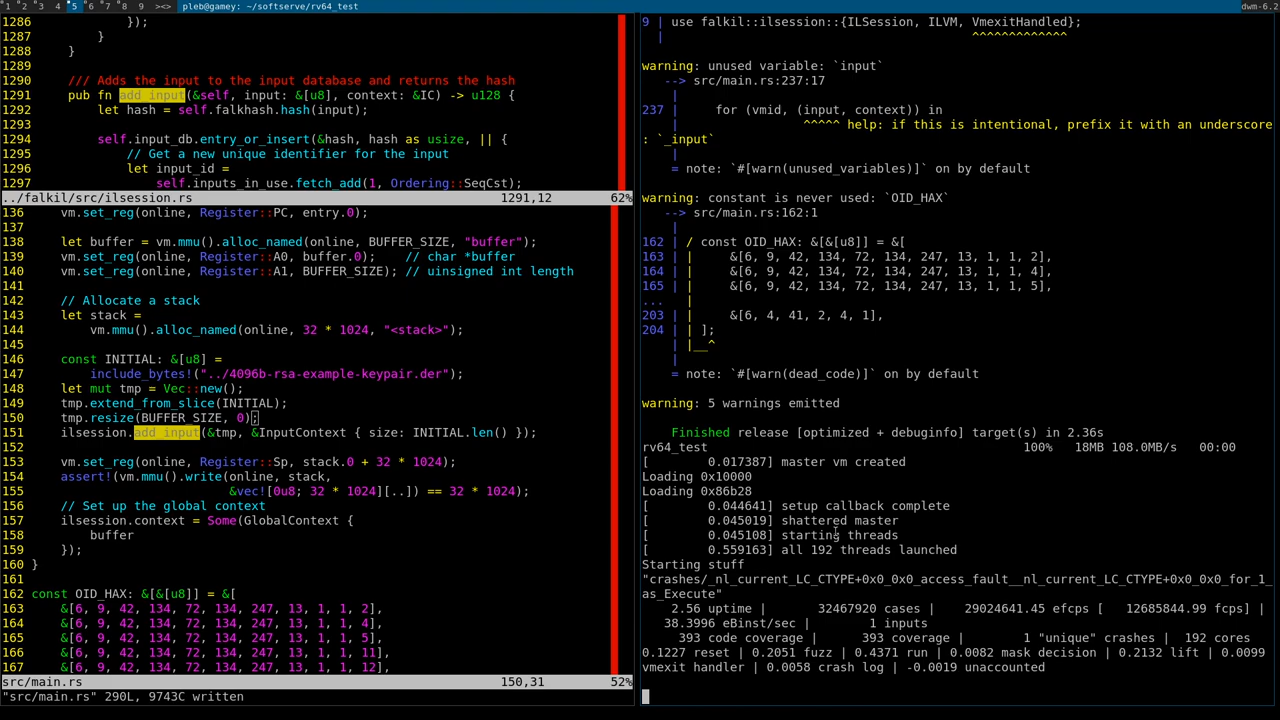 1 2 3 4 5 6 7 8 9 ><> pleb@gamey: ~/softserve/rv64_test dwm-6.2
1286 });
1287 }
1288 }
1289
1290 /// Adds the input to the input database and returns the hash
1291 pub fn add_input(&self, input: &[u8], context: &IC) -> u128 {
1292 let hash = self.falkhash.hash(input);
1293
1294 self.input_db.entry_or_insert(&hash, hash as usize, || {
1295 // Get a new unique identifier for the input
1296 let input_id =
1297 self.inputs_in_use.fetch_add(1, Ordering::SeqCst);
../falkil/src/ilsession.rs 1291,12 62%
136 vm.set_reg(online, Register::PC, entry.0);
137
138 let buffer = vm.mmu().alloc_named(online, BUFFER_SIZE, "buffer");
139 vm.set_reg(online, Register::A0, buffer.0); // char *buffer
140 vm.set_reg(online, Register::A1, BUFFER_SIZE); // uinsigned int length
141
142 // Allocate a stack
143 let stack =
144 vm.mmu().alloc_named(online, 32 * 1024, "<stack>");
145
146 const INITIAL: &[u8] =
147 include_bytes!("../4096b-rsa-example-keypair.der");
148 let mut tmp = Vec::new();
149 tmp.extend_from_slice(INITIAL);
150 tmp.resize(BUFFER_SIZE, 0);
151 ilsession.add_input(&tmp, &InputContext { size: INITIAL.len() });
152
153 vm.set_reg(online, Register::Sp, stack.0 + 32 * 1024);
154 assert!(vm.mmu().write(online, stack,
155 &vec![0u8; 32 * 1024][..]) == 32 * 1024);
156 // Set up the global context
157 ilsession.context = Some(GlobalContext {
158 buffer
159 });
160 }
161
162 const OID_HAX: &[&[u8]] = &[
163 &[6, 9, 42, 134, 72, 134, 247, 13, 1, 1, 2],
164 &[6, 9, 42, 134, 72, 134, 247, 13, 1, 1, 4],
165 &[6, 9, 42, 134, 72, 134, 247, 13, 1, 1, 5],
166 &[6, 9, 42, 134, 72, 134, 247, 13, 1, 1, 11],
167 &[6, 9, 42, 134, 72, 134, 247, 13, 1, 1, 12],
src/main.rs 150,31 52%
"src/main.rs" 290L, 9743C written
9 | use falkil::ilsession::{ILSession, ILVM, VmexitHandled};
| ^^^^^^^^^^^^^
warning: unused variable: `input`
--> src/main.rs:237:17
|
237 | for (vmid, (input, context)) in
| ^^^^^ help: if this is intentional, prefix it with an underscore
: `_input`
|
= note: `#[warn(unused_variables)]` on by default
warning: constant is never used: `OID_HAX`
--> src/main.rs:162:1
|
162 | / const OID_HAX: &[&[u8]] = &[
163 | | &[6, 9, 42, 134, 72, 134, 247, 13, 1, 1, 2],
164 | | &[6, 9, 42, 134, 72, 134, 247, 13, 1, 1, 4],
165 | | &[6, 9, 42, 134, 72, 134, 247, 13, 1, 1, 5],
... |
203 | | &[6, 4, 41, 2, 4, 1],
204 | | ];
| |__^
|
= note: `#[warn(dead_code)]` on by default
warning: 5 warnings emitted
Finished release [optimized + debuginfo] target(s) in 2.36s
rv64_test 100% 18MB 108.0MB/s 00:00
[ 0.017387] master vm created
Loading 0x10000
Loading 0x86b28
[ 0.044641] setup callback complete
[ 0.045019] shattered master
[ 0.045108] starting threads
[ 0.559163] all 192 threads launched
Starting stuff
"crashes/_nl_current_LC_CTYPE+0x0_0x0_access_fault__nl_current_LC_CTYPE+0x0_0x0_for_1_
as_Execute"
2.56 uptime | 32467920 cases | 29024641.45 efcps [ 12685844.99 fcps] |
38.3996 eBinst/sec | 1 inputs
393 code coverage | 393 coverage | 1 "unique" crashes | 192 cores
0.1227 reset | 0.2051 fuzz | 0.4371 run | 0.0082 mask decision | 0.2132 lift | 0.0099
vmexit handler | 0.0058 crash log | -0.0019 unaccounted